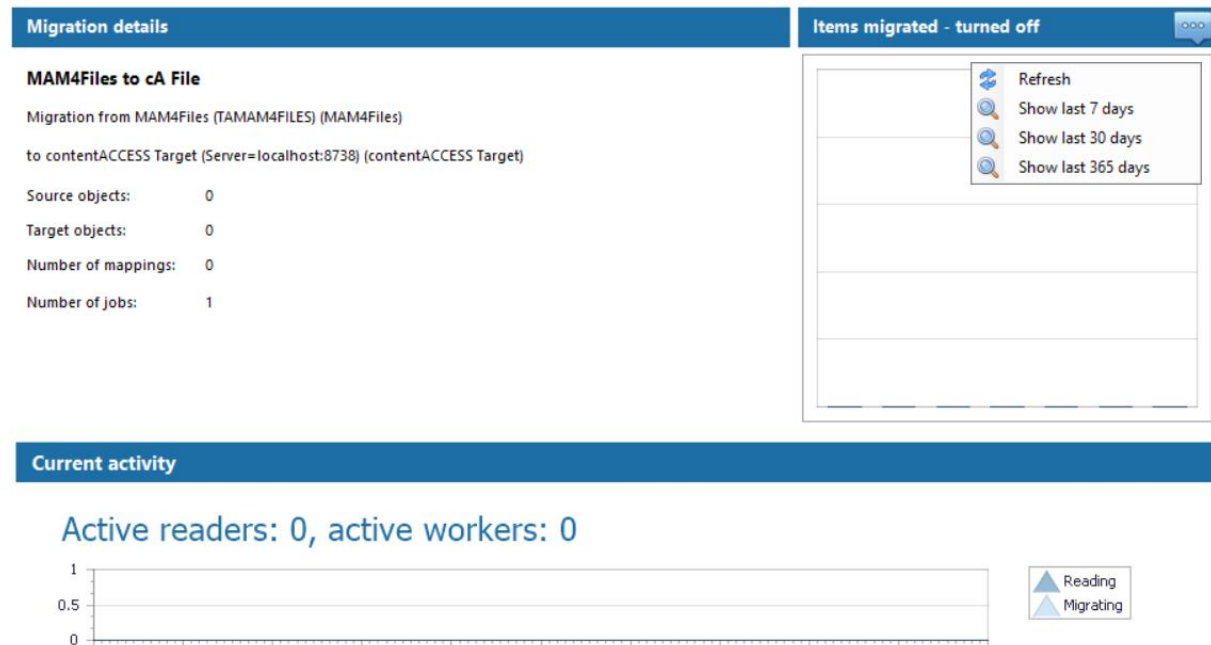 Migration details
MAM4Files to cA File
Migration from MAM4Files (TAMAM4FILES) (MAM4Files)
to contentACCESS Target (Server=localhost:8738) (contentACCESS Target)
Source objects: 0
Target objects: 0
Number of mappings: 0
Number of jobs: 1
Items migrated - turned off
Refresh
Show last 7 days
Show last 30 days
Show last 365 days
Current activity
Active readers: 0, active workers: 0
1
0.5
0
Reading
Migrating